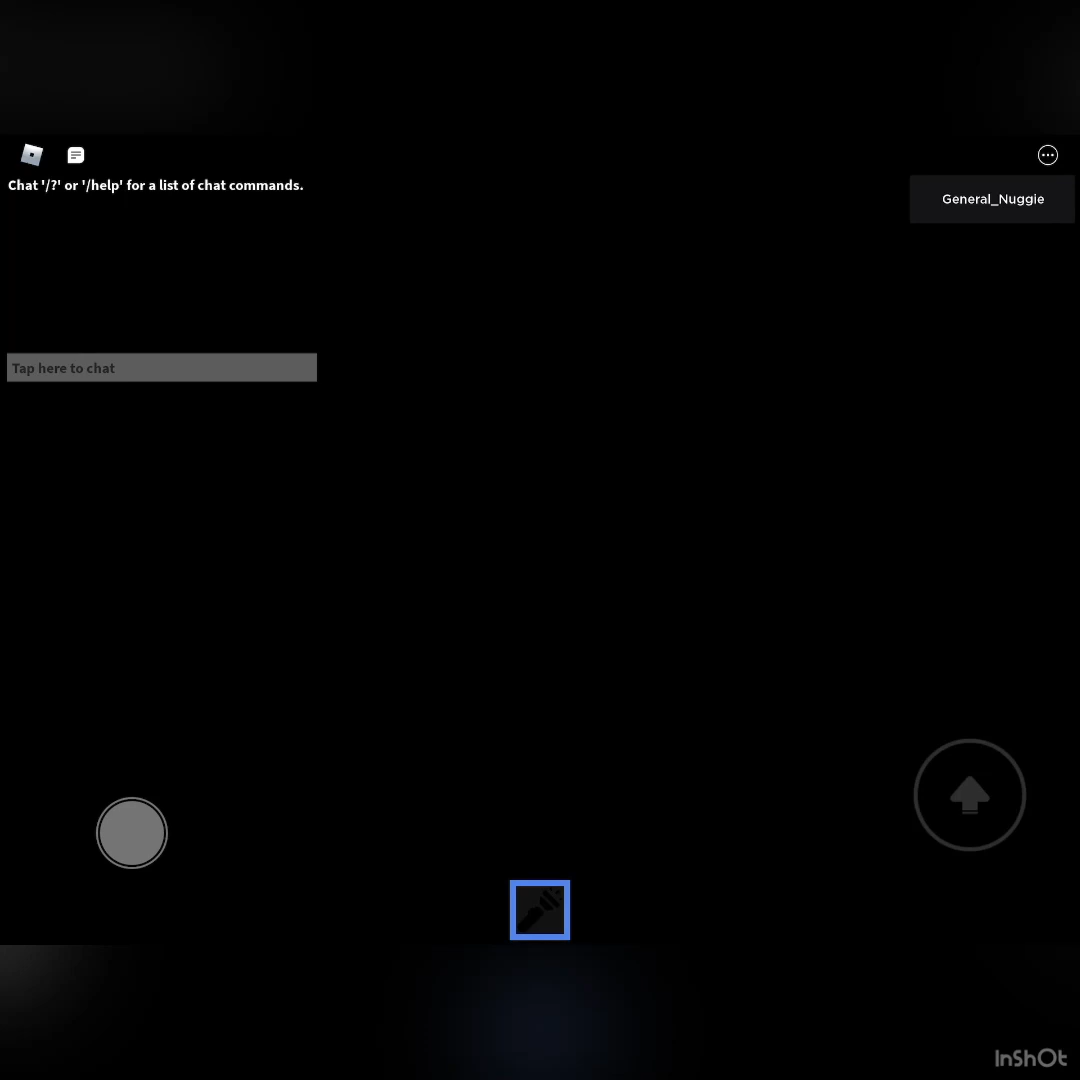 Chat '/?' or '/help' for a list of chat commands.
General_Nuggie
Tap here to chat
InShOt